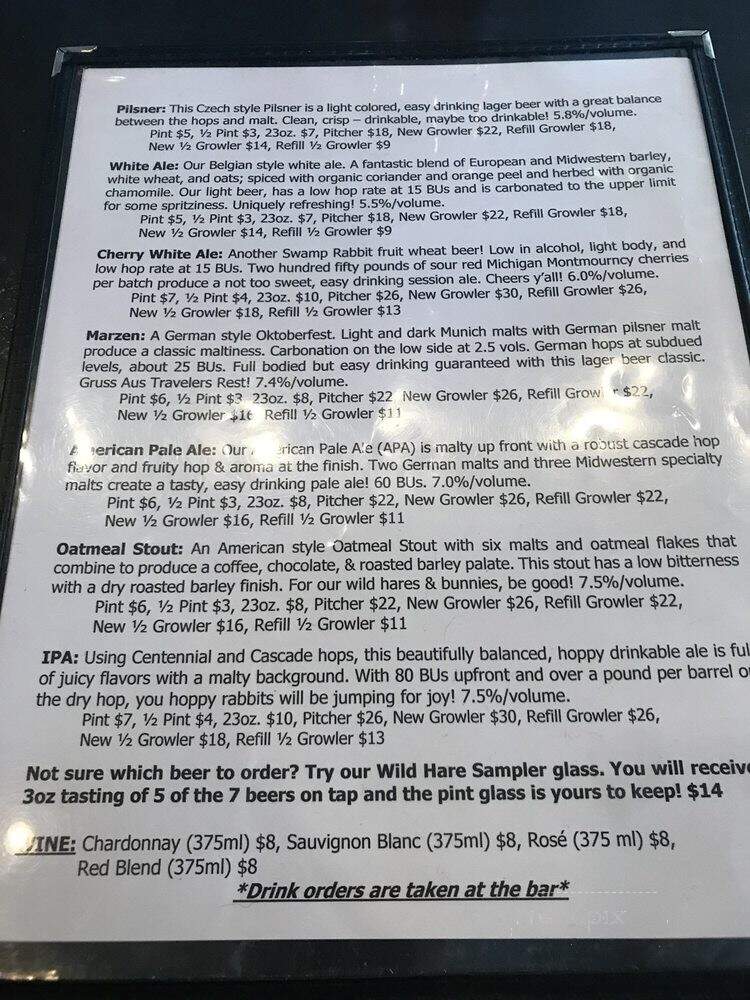 Pilsner: This Czech style Pilsner is a light colored, easy drinking lager beer with a great balance
between the hops and malt. Clean, crisp – drinkable, maybe too drinkable! 5.8%/volume.
Pint $5, ½ Pint $3, 23oz. $7, Pitcher $18, New Growler $22, Refill Growler $18,
New ½ Growler $14, Refill ½ Growler $9
White Ale: Our Belgian style white ale. A fantastic blend of European and Midwestern barley,
white wheat, and oats; spiced with organic coriander and orange peel and herbed with organic
chamomile. Our light beer, has a low hop rate at 15 BUs and is carbonated to the upper limit
for some spritziness. Uniquely refreshing! 5.5%/volume.
Pint $5, ½ Pint $3, 23oz. $7, Pitcher $18, New Growler $22, Refill Growler $18,
New ½ Growler $14, Refill ½ Growler $9
Cherry White Ale: Another Swamp Rabbit fruit wheat beer! Low in alcohol, light body, and
low hop rate at 15 BUs. Two hundred fifty pounds of sour red Michigan Montmourncy cherries
per batch produce a not too sweet, easy drinking session ale. Cheers y'all! 6.0%/volume.
Pint $7, ½ Pint $4, 23oz. $10, Pitcher $26, New Growler $30, Refill Growler $26,
New ½ Growler $18, Refill ½ Growler $13
Marzen: A German style Oktoberfest. Light and dark Munich malts with German pilsner malt
produce a classic maltiness. Carbonation on the low side at 2.5 vols. German hops at subdued
levels, about 25 BUs. Full bodied but easy drinking guaranteed with this lager beer classic.
Gruss Aus Travelers Rest! 7.4%/volume.
Pint $6, ½ Pint $3 23oz. $8, Pitcher $22 New Growler $26, Refill $22,
New ½ Growler Refill ½ Growler $11
Pale Ale: Our Pale Ale (APA) is malty up front with a robust cascade hop
flavor and fruity hop & aroma at the finish. Two German malts and three Midwestern specialty
malts create a tasty, easy drinking pale ale! 60 BUs. 7.0%/volume.
Pint $6, ½ Pint $3, 23oz. $8, Pitcher $22, New Growler $26, Refill Growler $22,
New ½ Growler $16, Refill ½ Growler $11
Oatmeal Stout: An American style Oatmeal Stout with six malts and oatmeal flakes that
combine to produce a coffee, chocolate, & roasted barley palate. This stout has a low bitterness
with a dry roasted barley finish. For our wild hares & bunnies, be good! 7.5%/volume.
Pint $6, ½ Pint $3, 23oz. $8, Pitcher $22, New Growler $26, Refill Growler $22,
New ½ Growler $16, Refill ½ Growler $11
IPA: Using Centennial and Cascade hops, this beautifully balanced, hoppy drinkable ale is ful
of juicy flavors with a malty background. With 80 BUs upfront and over a pound per barrel o
the dry hop, you hoppy rabbits will be jumping for joy! 7.5%/volume.
Pint $7, ½ Pint $4, 23oz. $10, Pitcher $26, New Growler $30, Refill Growler $26,
New ½ Growler $18, Refill ½ Growler $13
Not sure which beer to order? Try our Wild Hare Sampler glass. You will receive
3oz tasting of 5 of the 7 beers on tap and the pint glass is yours to keep! $14
WINE: Chardonnay (375ml) $8, Sauvignon Blanc (375ml) $8, Rosé (375 ml) $8,
Red Blend (375ml) $8
*Drink orders are taken at the bar*